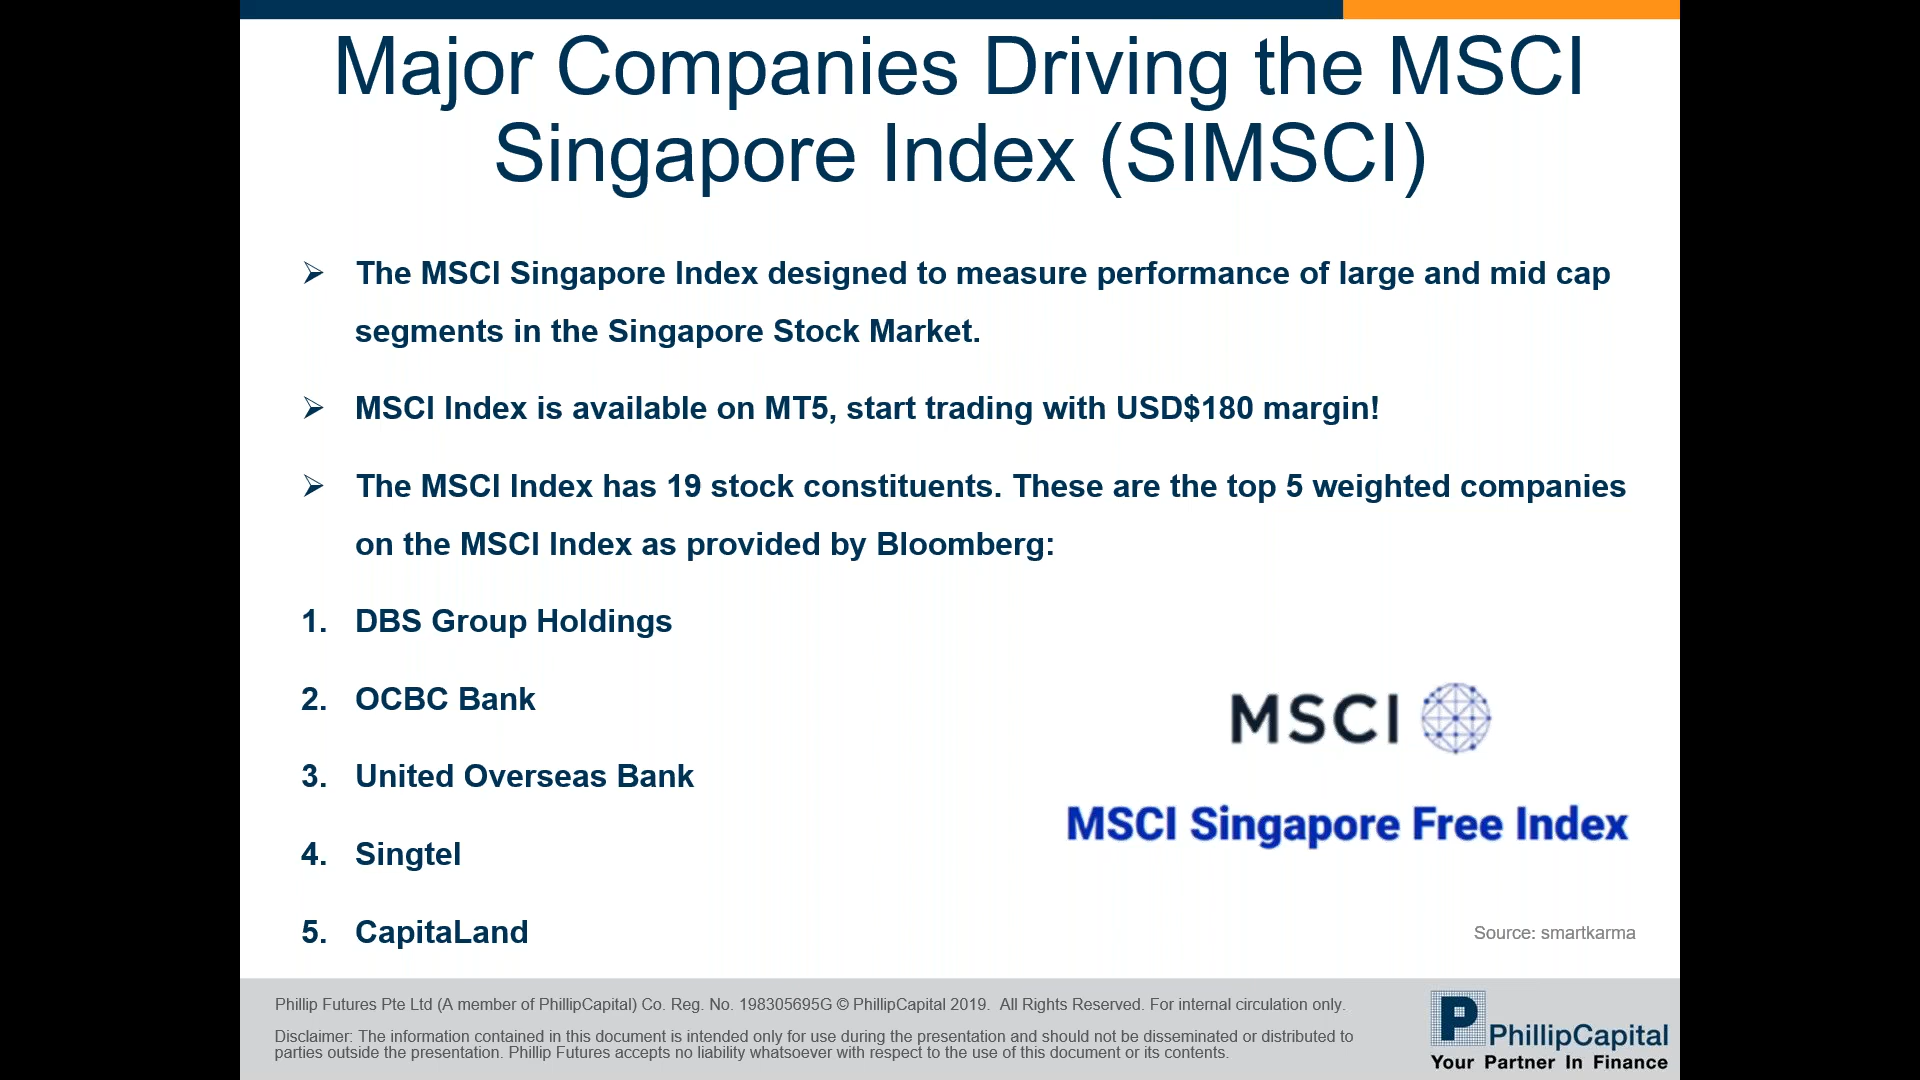 Major Companies Driving the MSCI
Singapore Index (SIMSCI)
➢ The MSCI Singapore Index designed to measure performance of large and mid cap
segments in the Singapore Stock Market.
➢ MSCI Index is available on MT5, start trading with USD$180 margin!
➢ The MSCI Index has 19 stock constituents. These are the top 5 weighted companies
on the MSCI Index as provided by Bloomberg:
1. DBS Group Holdings
2. OCBC Bank
3. United Overseas Bank
4. Singtel
5. CapitaLand
MSCI
MSCI Singapore Free Index
Source: smartkarma
Phillip Futures Pte Ltd (A member of PhillipCapital) Co. Reg. No. 198305695G © PhillipCapital 2019. All Rights Reserved. For internal circulation only.
Disclaimer: The information contained in this document is intended only for use during the presentation and should not be disseminated or distributed to
parties outside the presentation. Phillip Futures accepts no liability whatsoever with respect to the use of this document or its contents.
P PhillipCapital
Your Partner In Finance